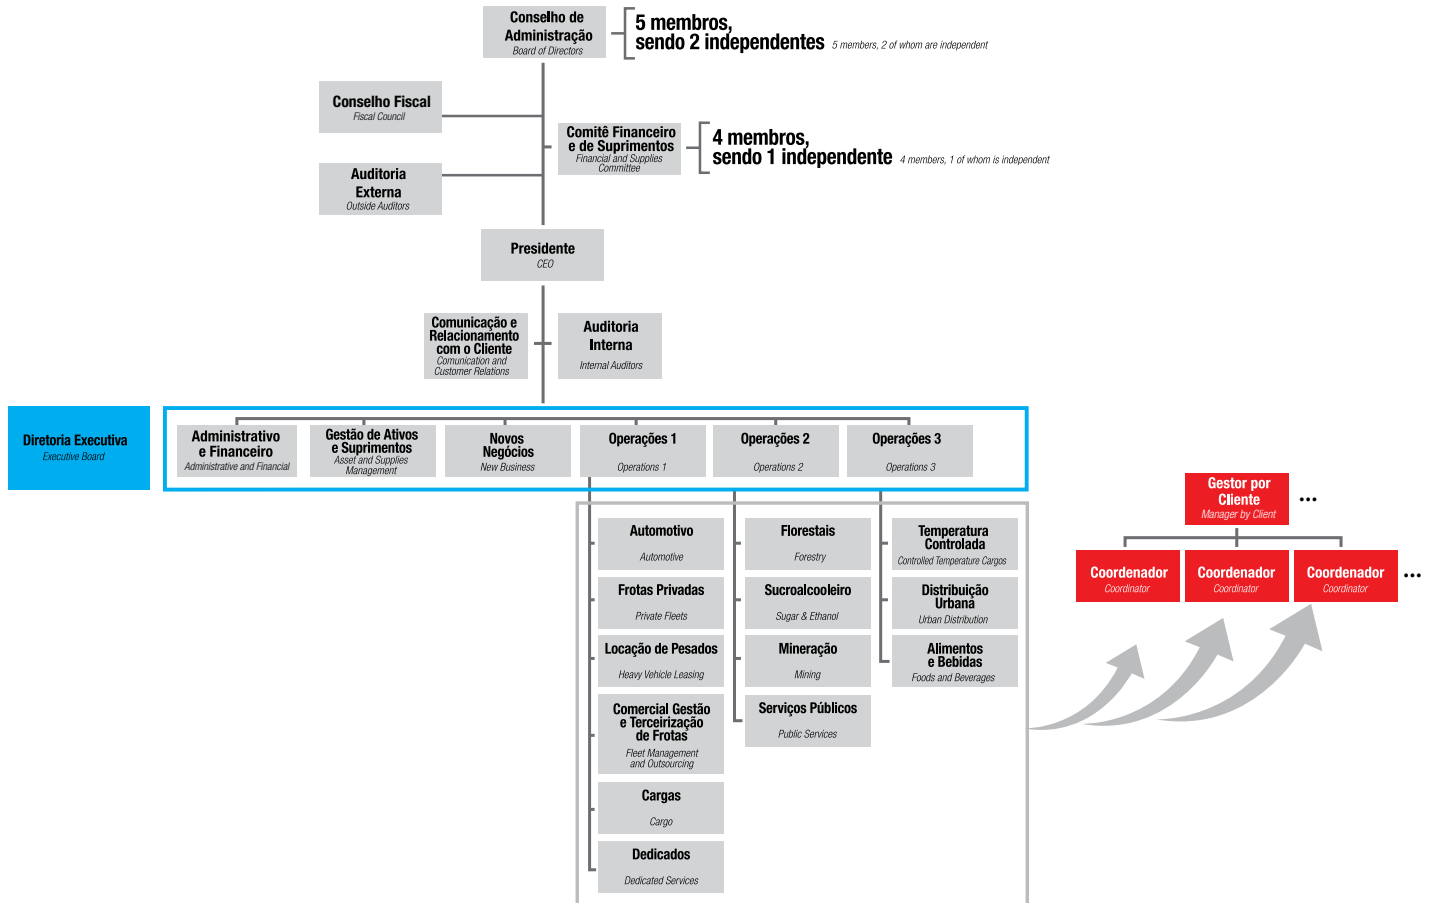 Conselho de
Administração
Board of Directors
5 membros,
sendo 2 independentes 5 members, 2 of whom are independent
Conselho Fiscal
Fiscal Council
Comitê Financeiro
e de Suprimentos
Financial and Supplies
Committee
4 membros,
sendo 1 independente 4 members, 1 of whom is independent
Auditoria
Externa
Outside Auditors
Presidente
CEO
Comunicação e
Relacionamento
com o Cliente
Comunication and
Customer Relations
Auditoria
Interna
Internal Auditors
Diretoria Executiva
Executive Board
Administrativo
e Financeiro
Administrative and Financial
Gestão de Ativos
e Suprimentos
Asset and Supplies
Management
Novos
Negócios
New Business
Operações 1
Operations 1
Operações 2
Operations 2
Operações 3
Operations 3
Automotivo
Automotive
Frotas Privadas
Private Fleets
Locação de Pesados
Heavy Vehicle Leasing
Comercial Gestão
e Terceirização
de Frotas
Fleet Management
and Outsourcing
Cargas
Cargo
Dedicados
Dedicated Services
Florestais
Forestry
Sucroalcooleiro
Sugar & Ethanol
Mineração
Mining
Serviços Públicos
Public Services
Temperatura
Controlada
Controlled Temperature Cargos
Distribuição
Urbana
Urban Distribution
Alimentos
e Bebidas
Foods and Beverages
Gestor por
Cliente
Manager by Client
...
Coordenador
Coordinator
Coordenador
Coordinator
Coordenador
Coordinator
...